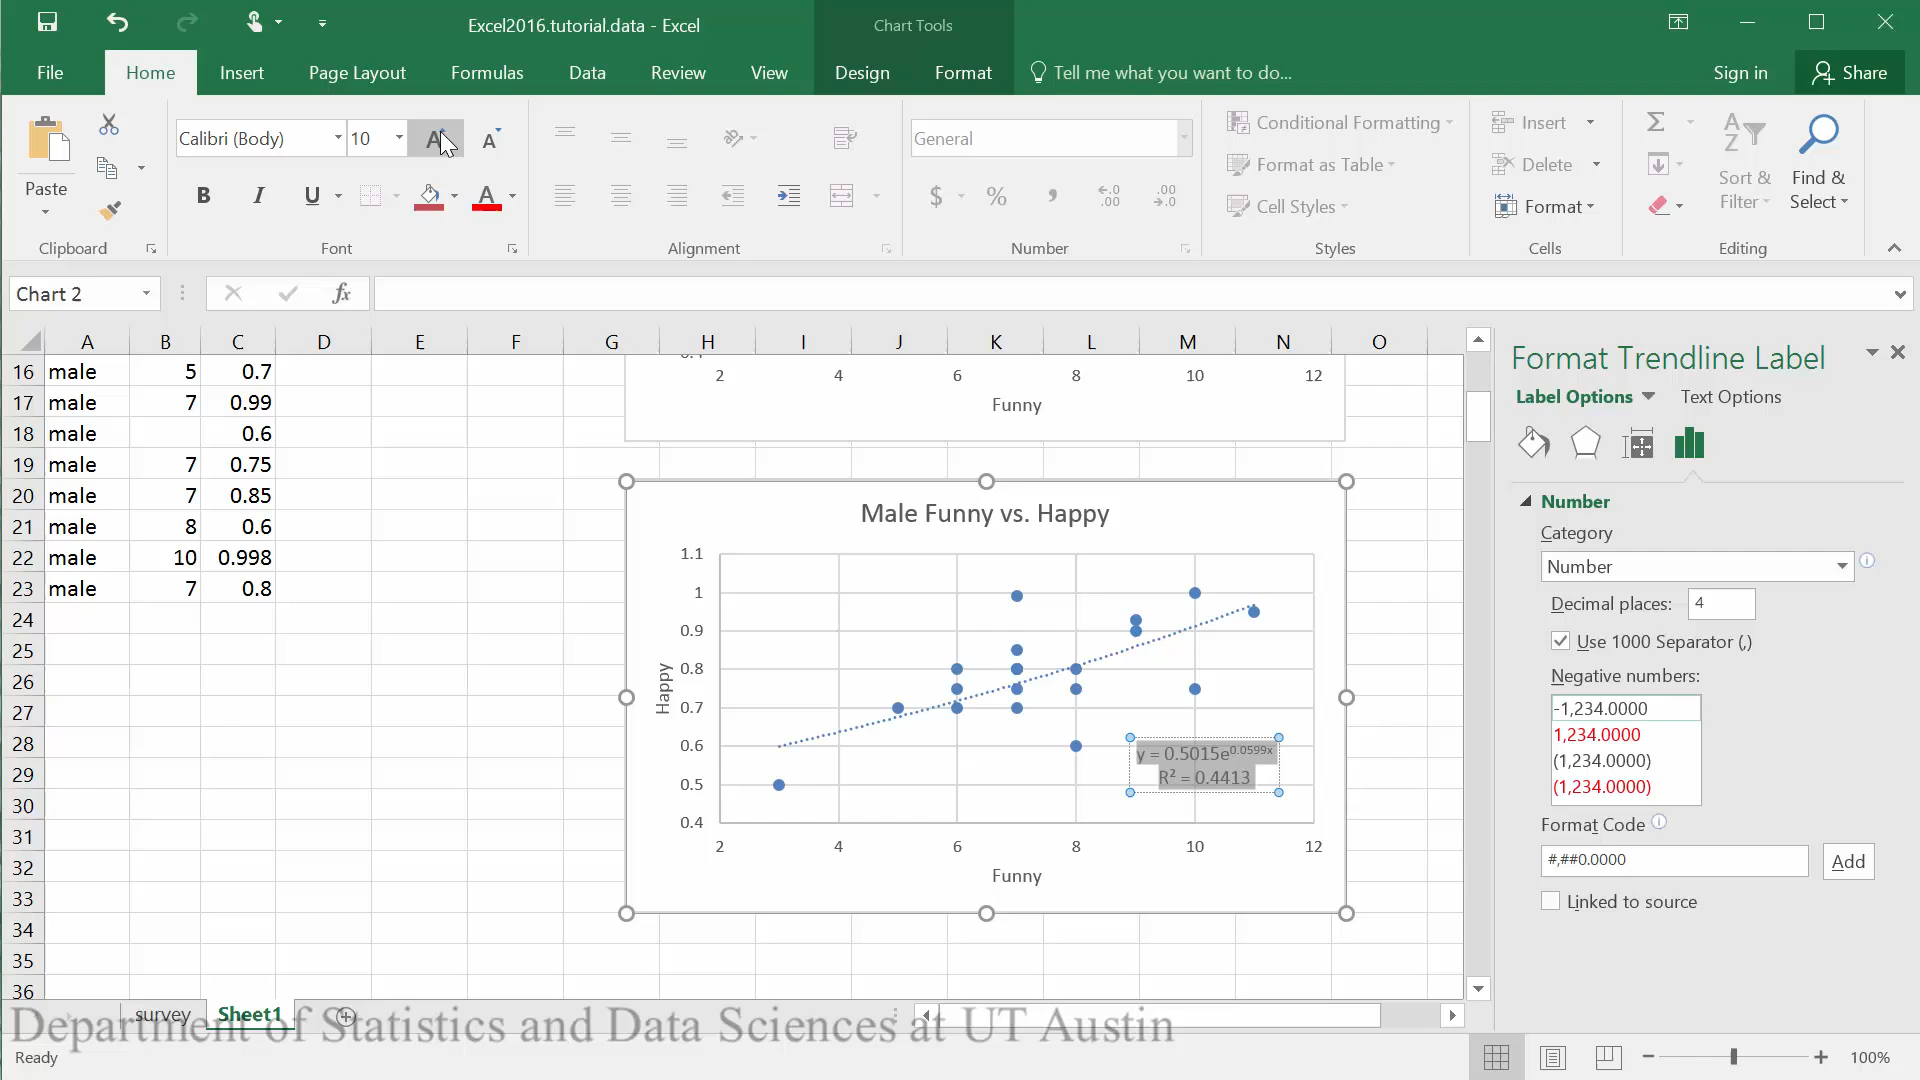 Excel2016.tutorial.data - Excel
Chart Tools
File Home Insert Page Layout Formulas Data Review View Design Format Tell me what you want to do... Sign in Share
Calibri (Body) 10 A A General Conditional Formatting Insert
Paste Format as Table Delete Sort & Filter Find & Select
B I U A $ % , .00 .0 Cell Styles Format
Clipboard Font Alignment Number Styles Cells Editing
Chart 2 fx
A B C D E F G H I J K L M N O
16 male 5 0.7
17 male 7 0.99
18 male 0.6
19 male 7 0.75
20 male 7 0.85
21 male 8 0.6
22 male 10 0.998
23 male 7 0.8
24
25
26
27
28
29
30
31
32
33
34
35
36
2 4 6 8 10 12
Funny
Male Funny vs. Happy
1.1
1
0.9
0.8
0.7
0.6
0.5
0.4
Happy
y = 0.5015e0.0599x
R² = 0.4413
2 4 6 8 10 12
Funny
Format Trendline Label
Label Options Text Options
Number
Category
Number
Decimal places: 4
Use 1000 Separator (,)
Negative numbers:
-1,234.0000
1,234.0000
(1,234.0000)
(1,234.0000)
Format Code
#,##0.0000 Add
Linked to source
survey Sheet1
Department of Statistics and Data Sciences at UT Austin
Ready 100%